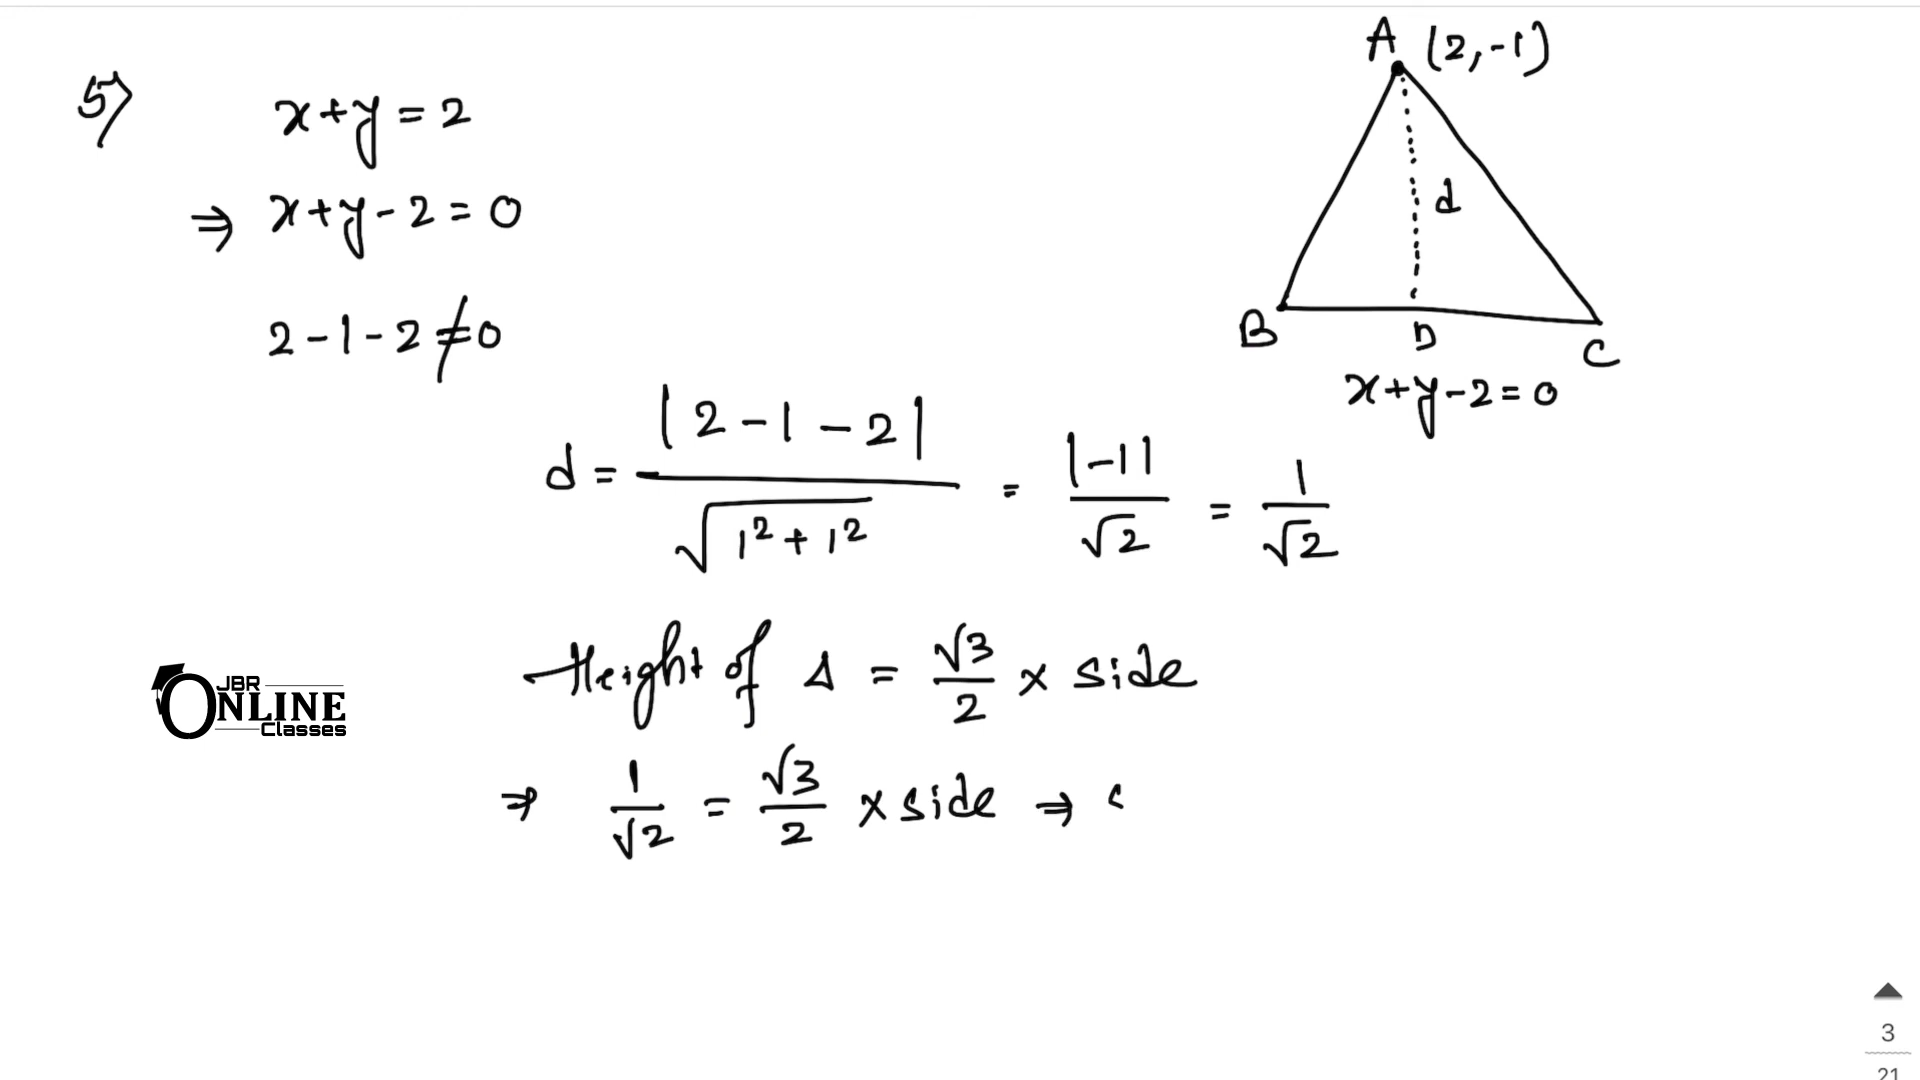 5)
x+y=2
⇒ x+y-2=0
2-1-2≠0
A (2,-1)
d
B
D
C
x+y-2=0
d = |2-1-2| / √(1²+1²) = |-1| / √2 = 1/√2
Height of Δ = √3/2 × side
⇒ 1/√2 = √3/2 × side ⇒
JBR
ONLINE
Classes
3
21